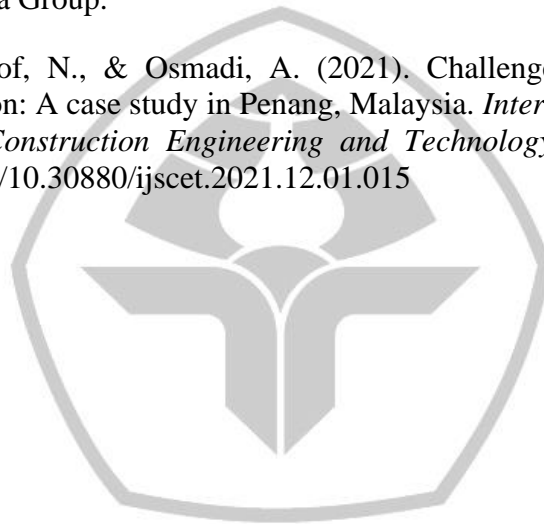 a Group.
of, N., & Osmadi, A. (2021). Challenge
on: A case study in Penang, Malaysia. Inter
Construction Engineering and Technology
/10.30880/ijscet.2021.12.01.015